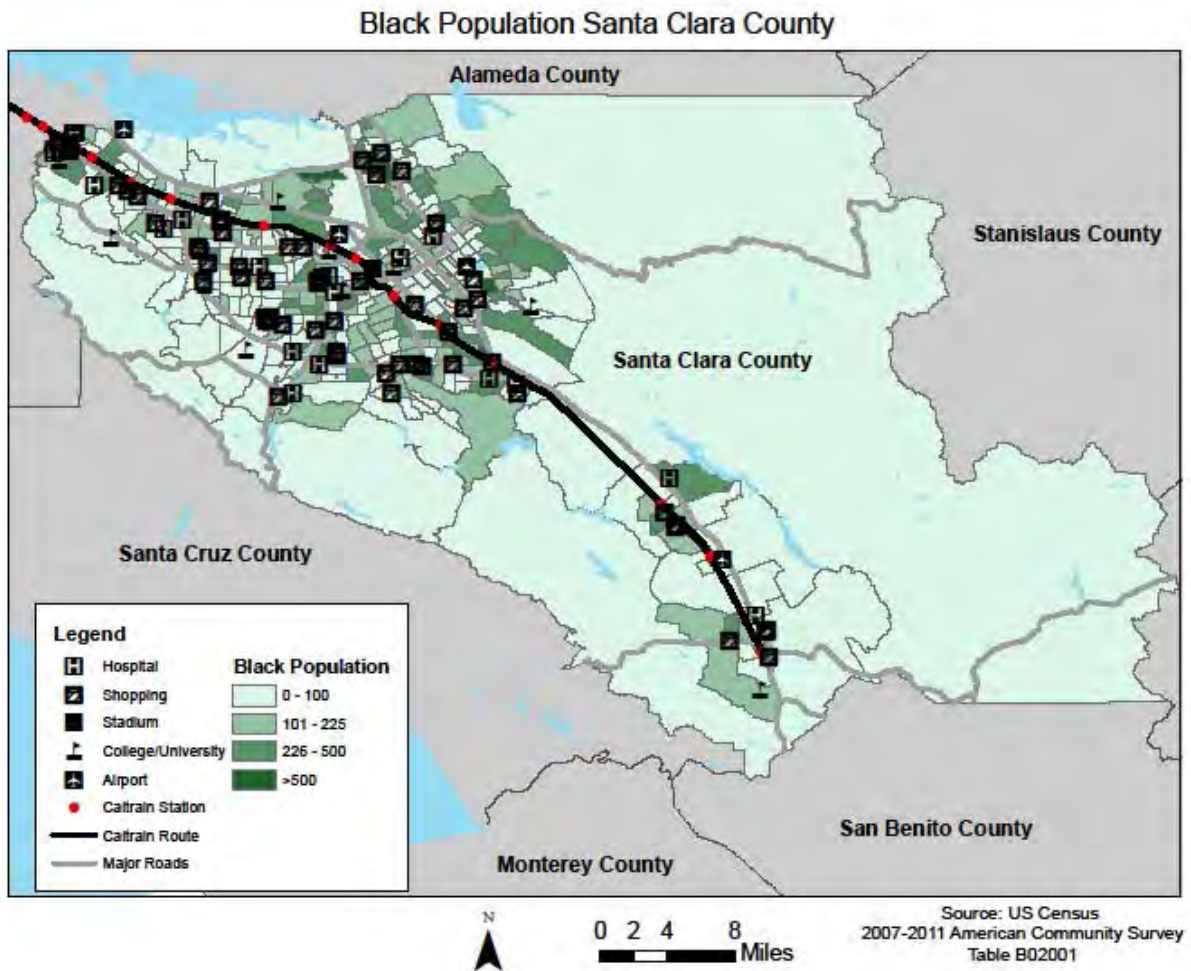 Black Population Santa Clara County
Alameda County
Stanislaus County
Santa Clara County
Santa Cruz County
San Benito County
Monterey County
Legend
Hospital
Shopping
Stadium
College/University
Airport
Caltrain Station
Caltrain Route
Major Roads
Black Population
0 - 100
101 - 225
226 - 500
>500
N
0 2 4 8
Miles
Source: US Census
2007-2011 American Community Survey
Table B02001